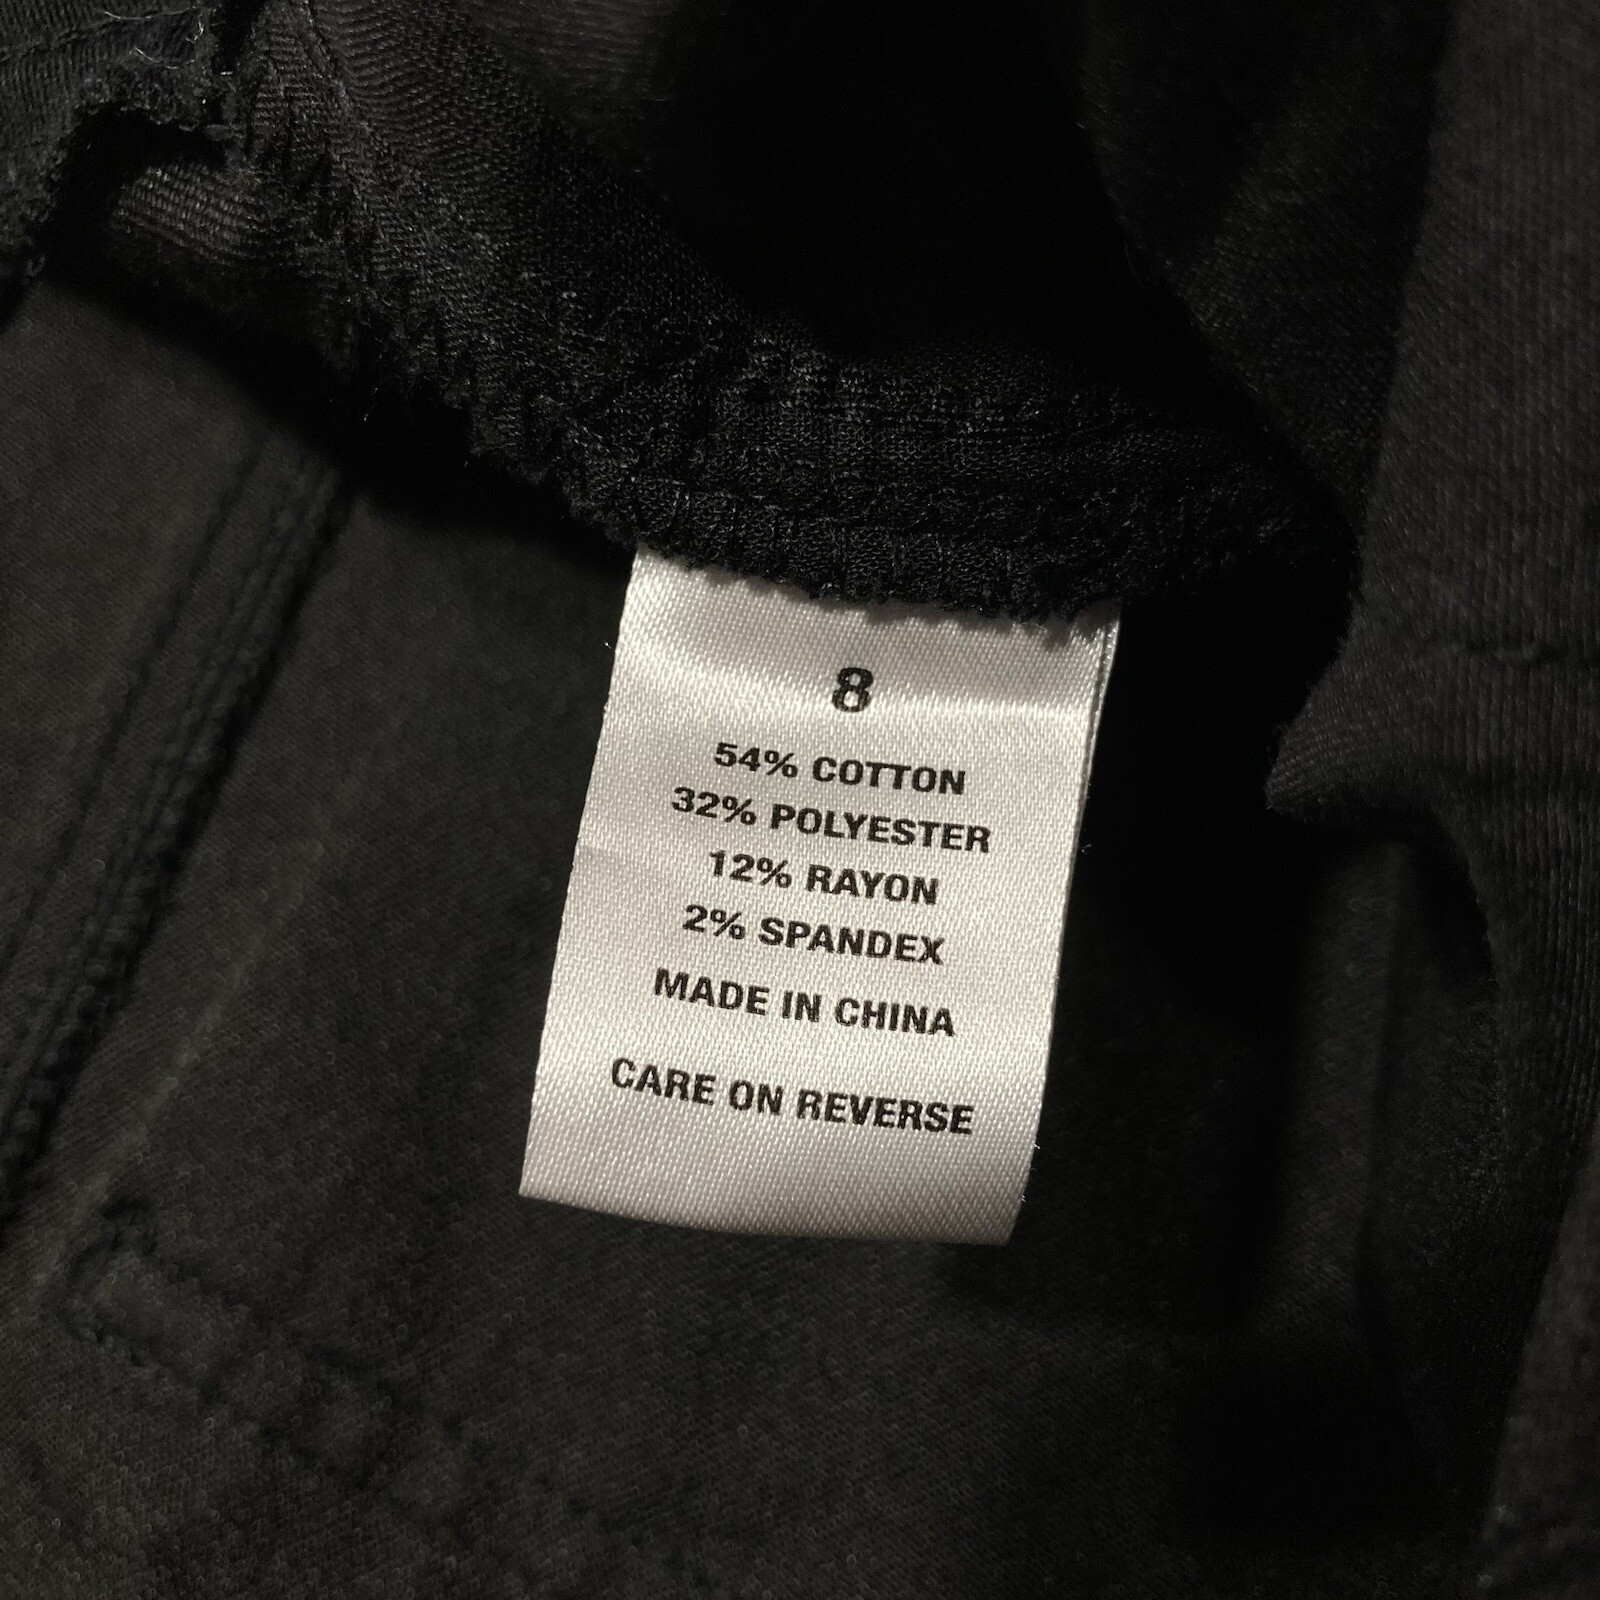 8
54% COTTON
32% POLYESTER
12% RAYON
2% SPANDEX
MADE IN CHINA
CARE ON REVERSE